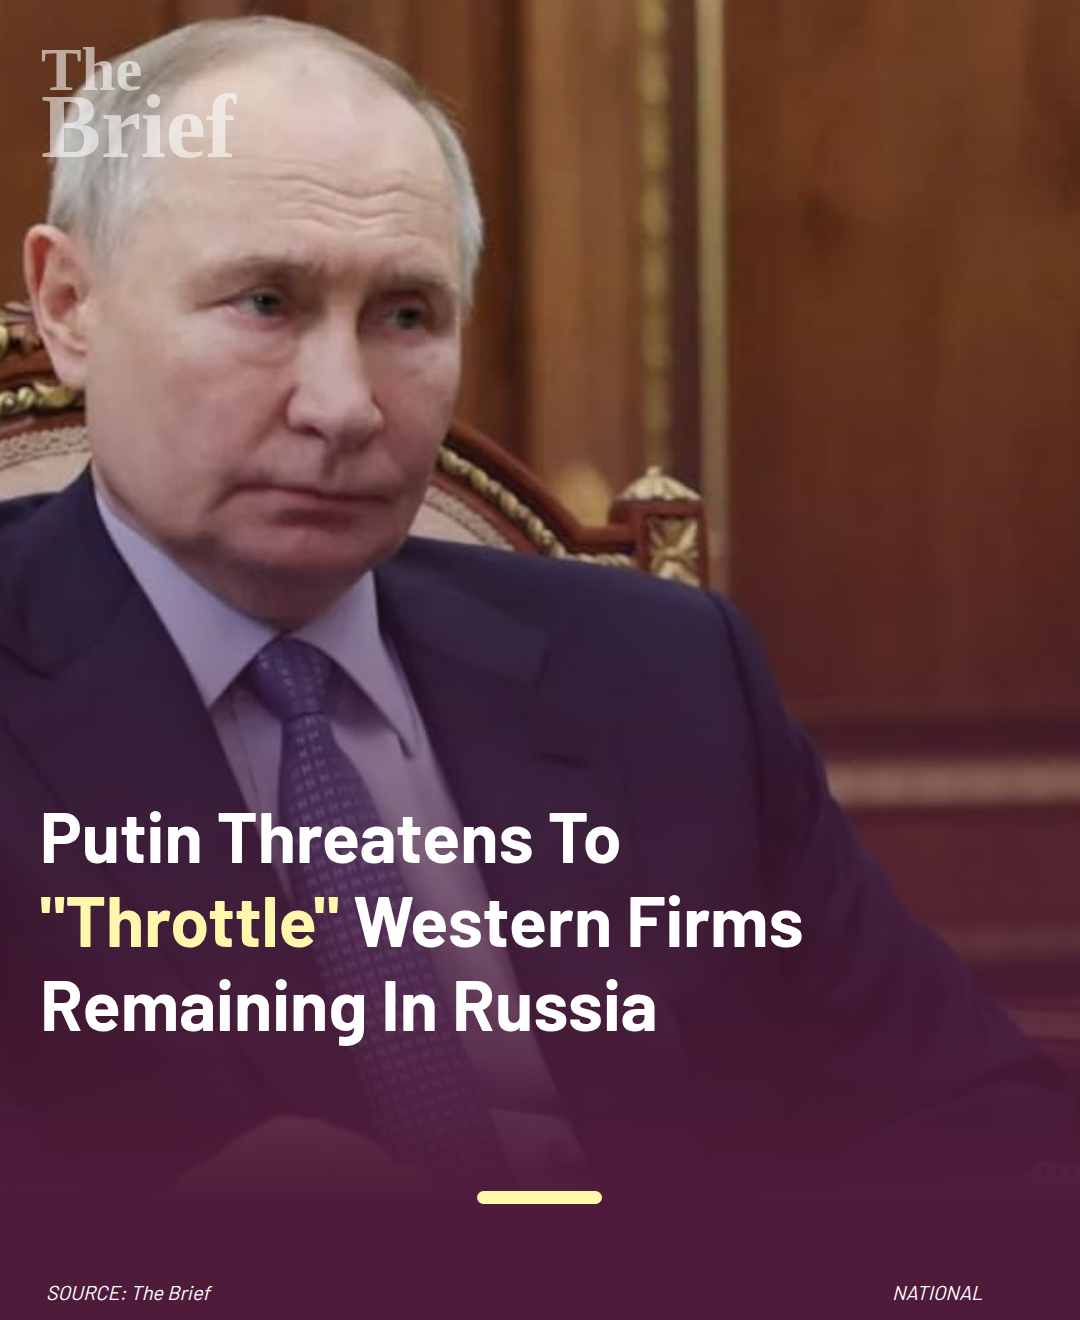 The
Brief
Putin Threatens To
"Throttle" Western Firms
Remaining In Russia
SOURCE: The Brief
NATIONAL